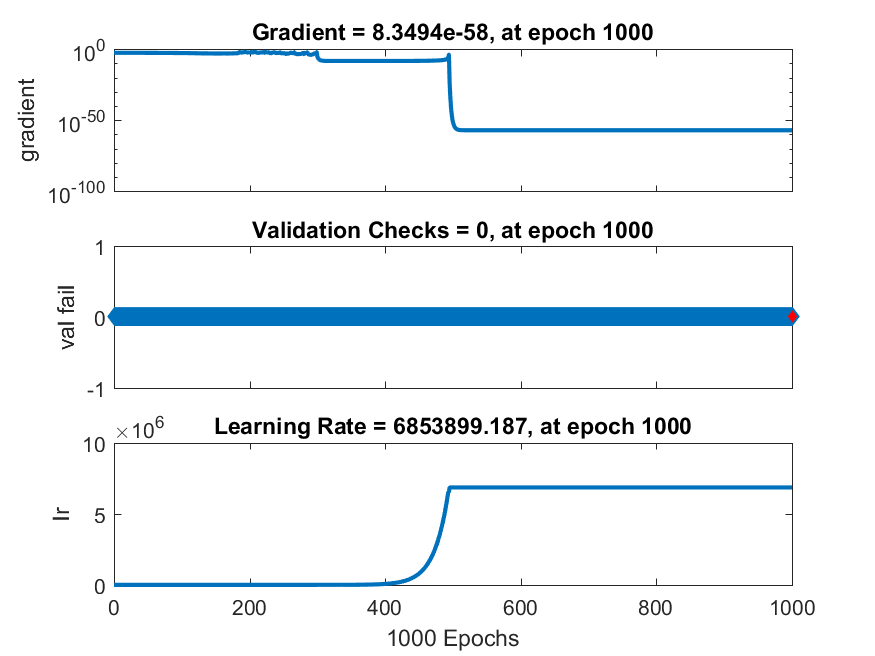 Gradient = 8.3494e-58, at epoch 1000
10^0
10^-50
10^-100
gradient
Validation Checks = 0, at epoch 1000
1
0
-1
val fail
Learning Rate = 6853899.187, at epoch 1000
×10^6
10
5
0
lr
0 200 400 600 800 1000
1000 Epochs